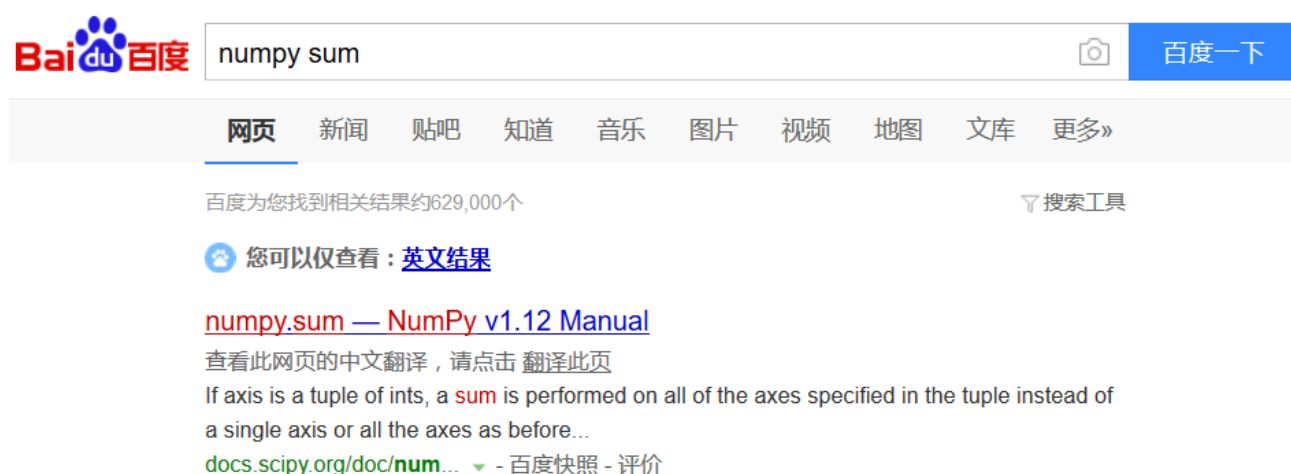 Baidu百度 numpy sum 百度一下
网页 新闻 贴吧 知道 音乐 图片 视频 地图 文库 更多»
百度为您找到相关结果约629,000个 搜索工具
您可以仅查看：英文结果
numpy.sum — NumPy v1.12 Manual
查看此网页的中文翻译，请点击 翻译此页
If axis is a tuple of ints, a sum is performed on all of the axes specified in the tuple instead of
a single axis or all the axes as before...
docs.scipy.org/doc/num... - 百度快照 - 评价